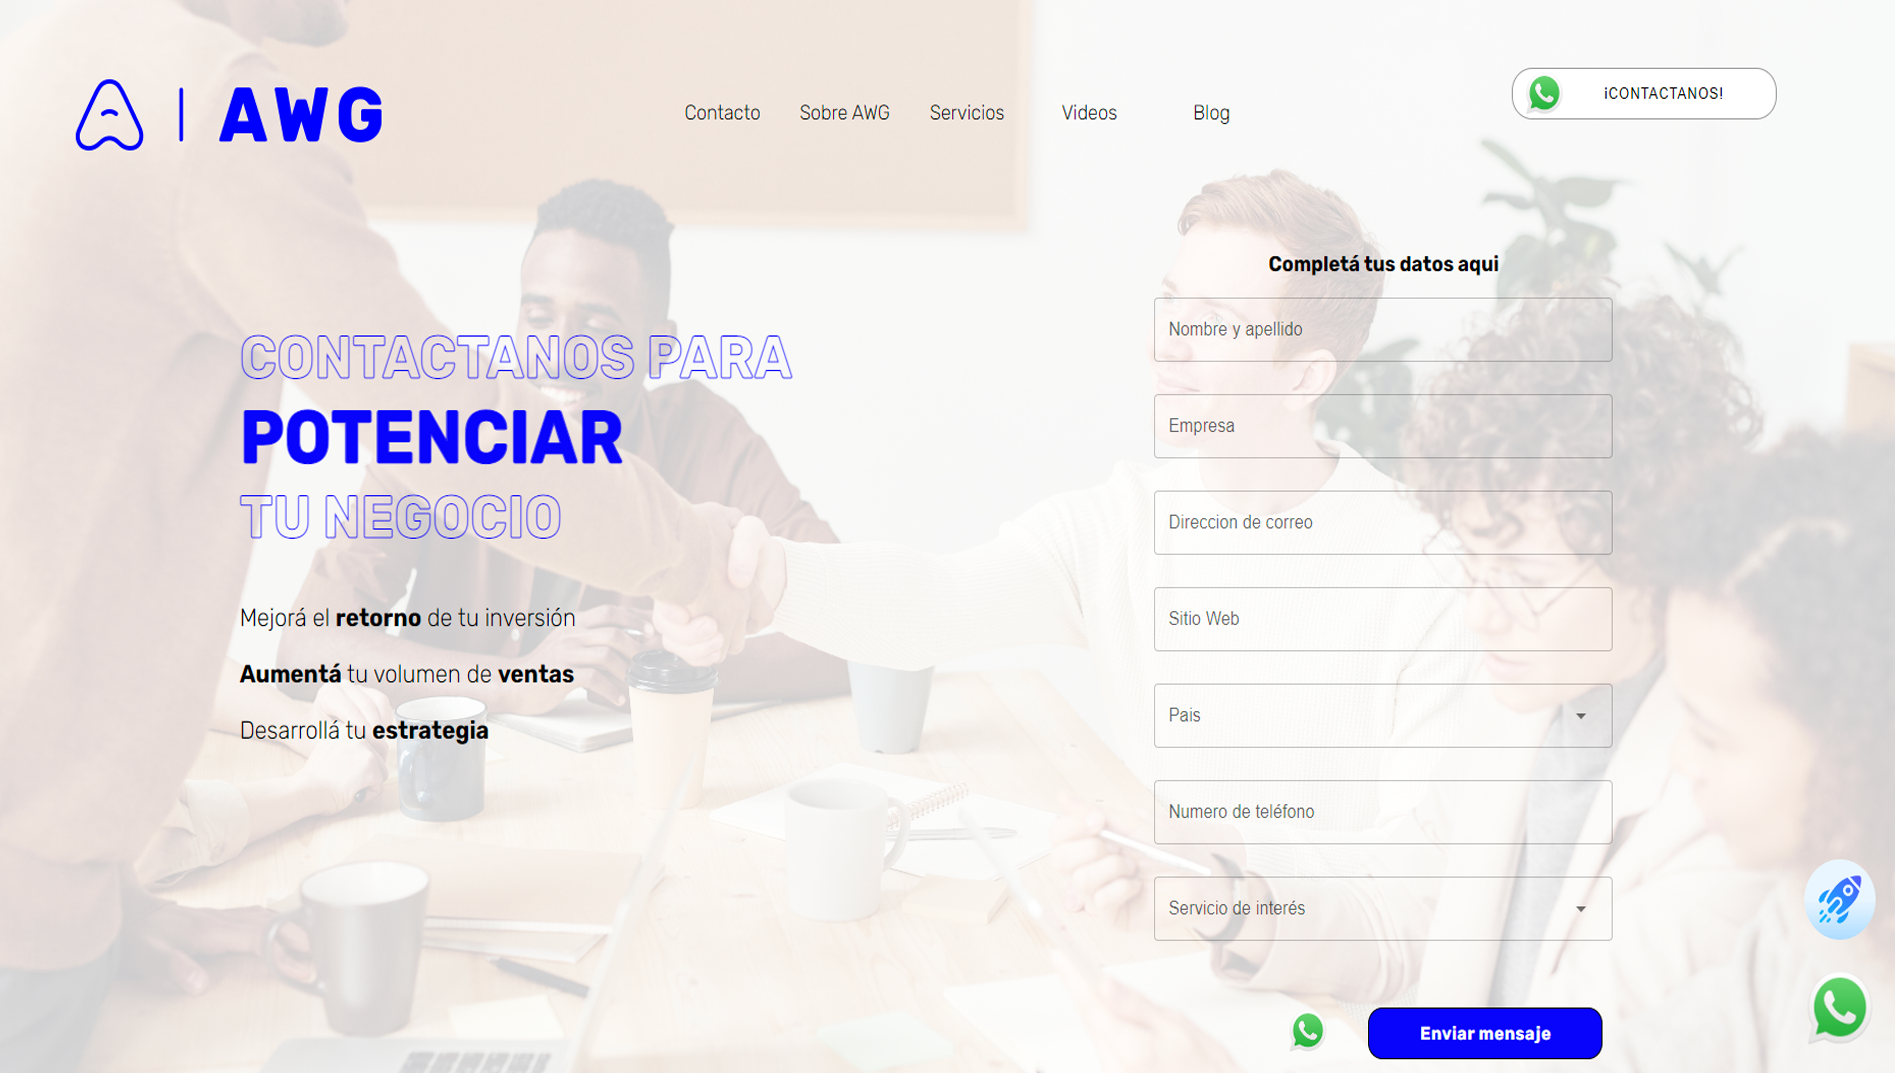 AWG
Contacto Sobre AWG Servicios Videos Blog
¡CONTACTANOS!
CONTACTANOS PARA
POTENCIAR
TU NEGOCIO
Mejorá el retorno de tu inversión
Aumentá tu volumen de ventas
Desarrollá tu estrategia
Completá tus datos aqui
Nombre y apellido
Empresa
Direccion de correo
Sitio Web
Pais
Numero de teléfono
Servicio de interés
Enviar mensaje